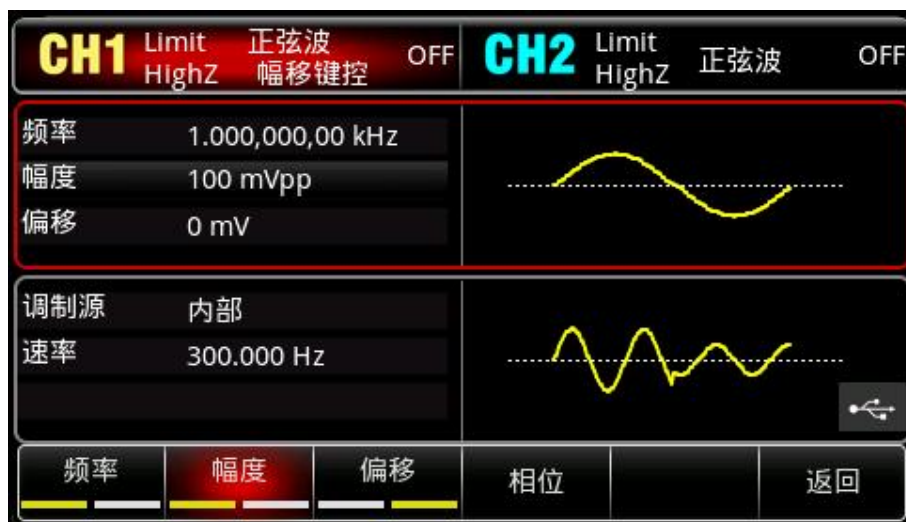 CH1 Limit 正弦波 OFF CH2 Limit 正弦波 OFF
HighZ 幅移键控 HighZ
频率 1.000,000,00 kHz
幅度 100 mVpp
偏移 0 mV
调制源 内部
速率 300.000 Hz
频率 幅度 偏移 相位 返回